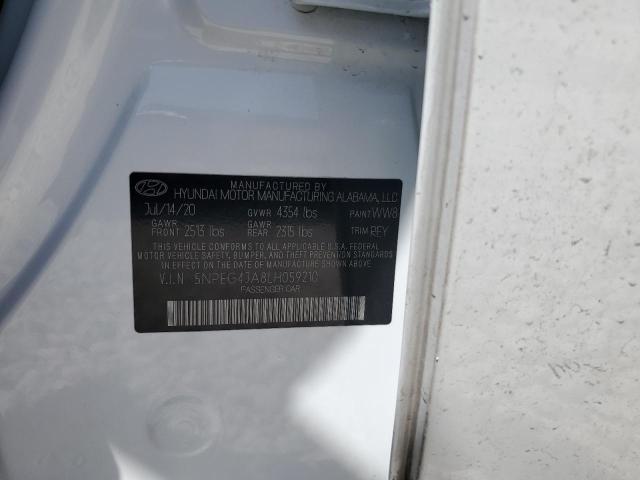 MANUFACTURED BY
HYUNDAI MOTOR MANUFACTURING ALABAMA, LLC
Jul/14/20 GVWR 4354 lbs PAINT WW8
GAWR FRONT 2513 lbs GAWR REAR 2315 lbs TRIM REY
THIS VEHICLE CONFORMS TO ALL APPLICABLE U.S.A. FEDERAL
MOTOR VEHICLE SAFETY, BUMPER, AND THEFT PREVENTION STANDARDS
IN EFFECT ON THE DATE OF MANUFACTURE SHOWN ABOVE.
V.I.N 5NPEG4JA8LH059210
PASSENGER CAR